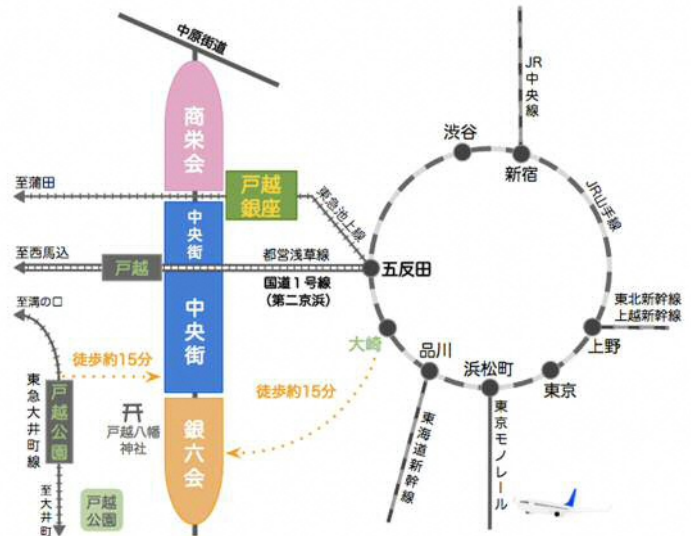 中原街道
商栄会
至蒲田
戸越
銀座
東急池上線
中央街
至西馬込
戸越
都営浅草線
国道1号線
(第二京浜)
五反田
中央街
至溝の口
東急大井町線
戸越公園
徒歩約15分
戸越八幡
神社
銀六会
至大井町
戸越
公園
徒歩約15分
大崎
品川
浜松町
東京
上野
東北新幹線
上越新幹線
JR山手線
新宿
渋谷
JR中央線
東海道新幹線
東京モノレール